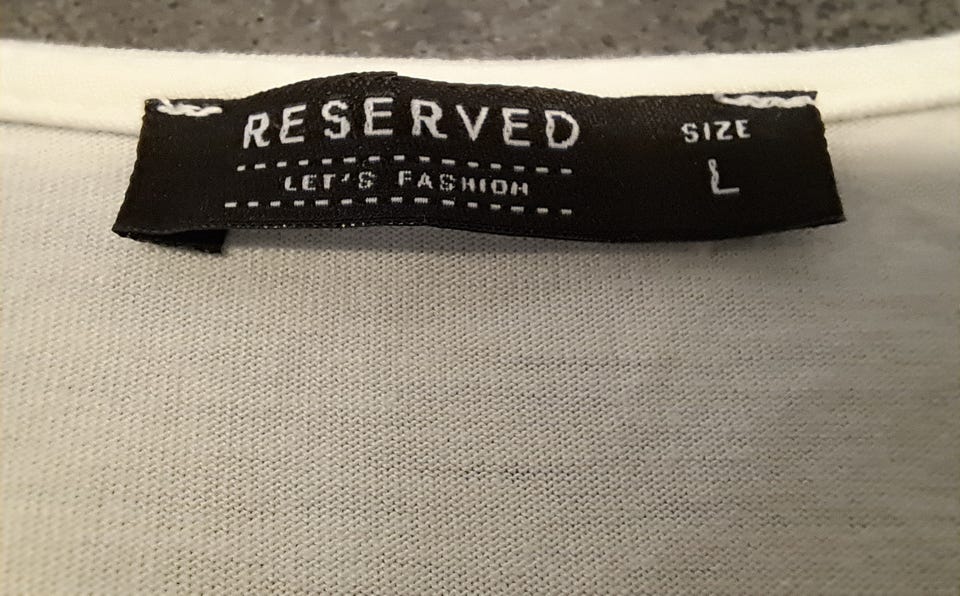 RESERVED
LET'S FASHION
SIZE
L